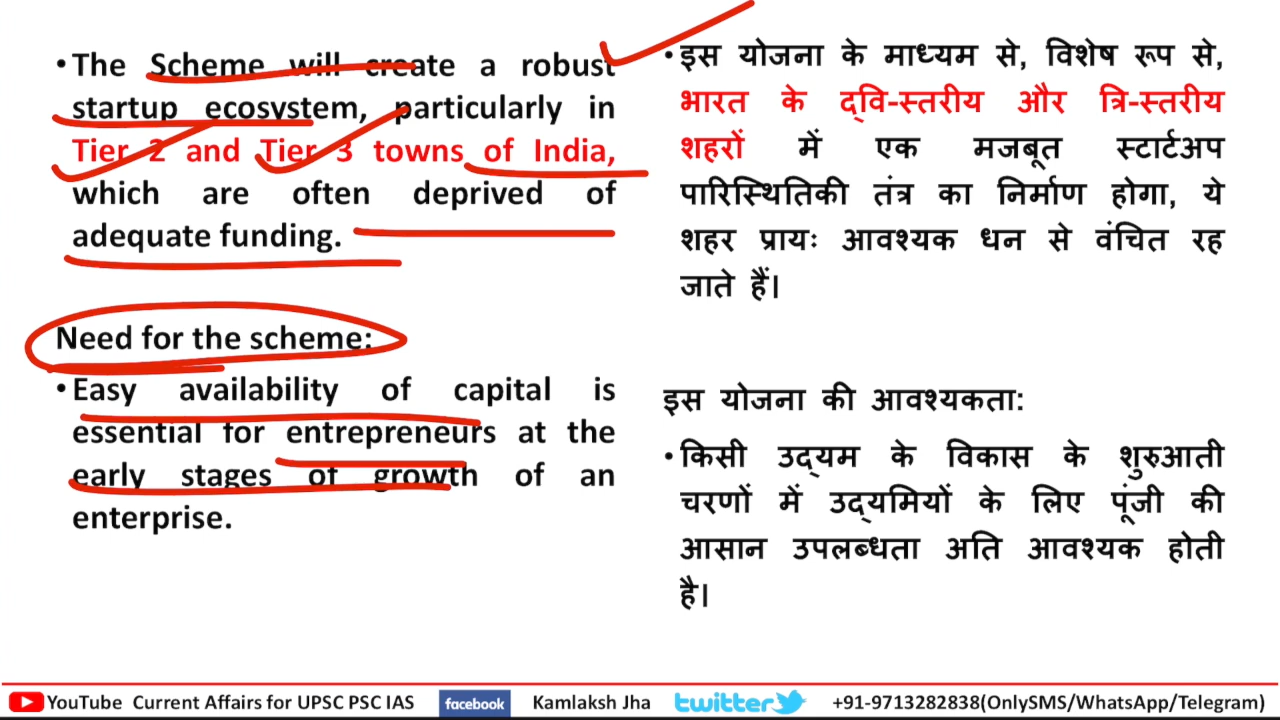 • The Scheme will create a robust
startup ecosystem, particularly in
Tier 2 and Tier 3 towns of India,
which are often deprived of
adequate funding.
Need for the scheme:
• Easy availability of capital is
essential for entrepreneurs at the
early stages of growth of an
enterprise.
• इस योजना के माध्यम से, विशेष रूप से,
भारत के द्वि-स्तरीय और त्रि-स्तरीय
शहरों में एक मजबूत स्टार्टअप
पारिस्थितिकी तंत्र का निर्माण होगा, ये
शहर प्रायः आवश्यक धन से वंचित रह
जाते हैं।
इस योजना की आवश्यकता:
• किसी उद्यम के विकास के शुरुआती
चरणों में उद्यमियों के लिए पूंजी की
आसान उपलब्धता अति आवश्यक होती
है।
YouTube Current Affairs for UPSC PSC IAS facebook Kamlaksh Jha twitter +91-9713282838(OnlySMS/WhatsApp/Telegram)